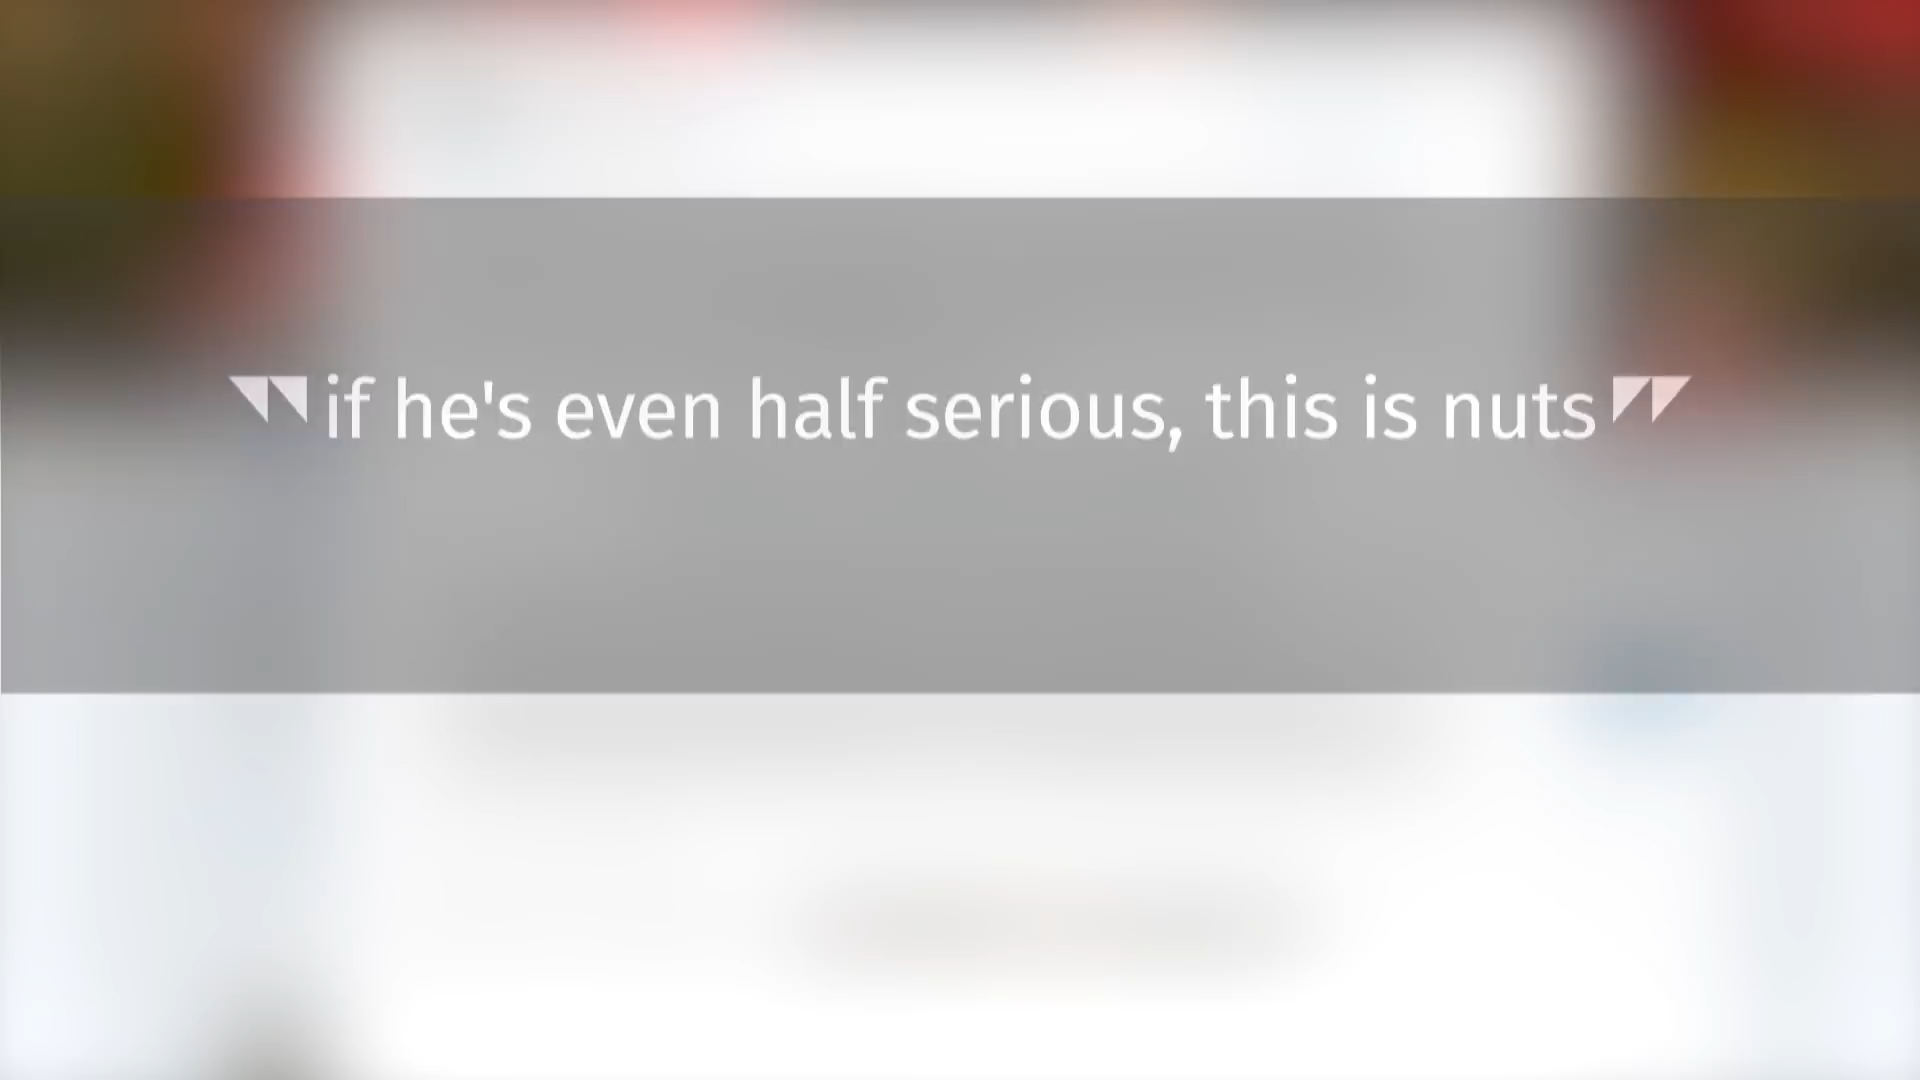 "if he's even half serious, this is nuts"